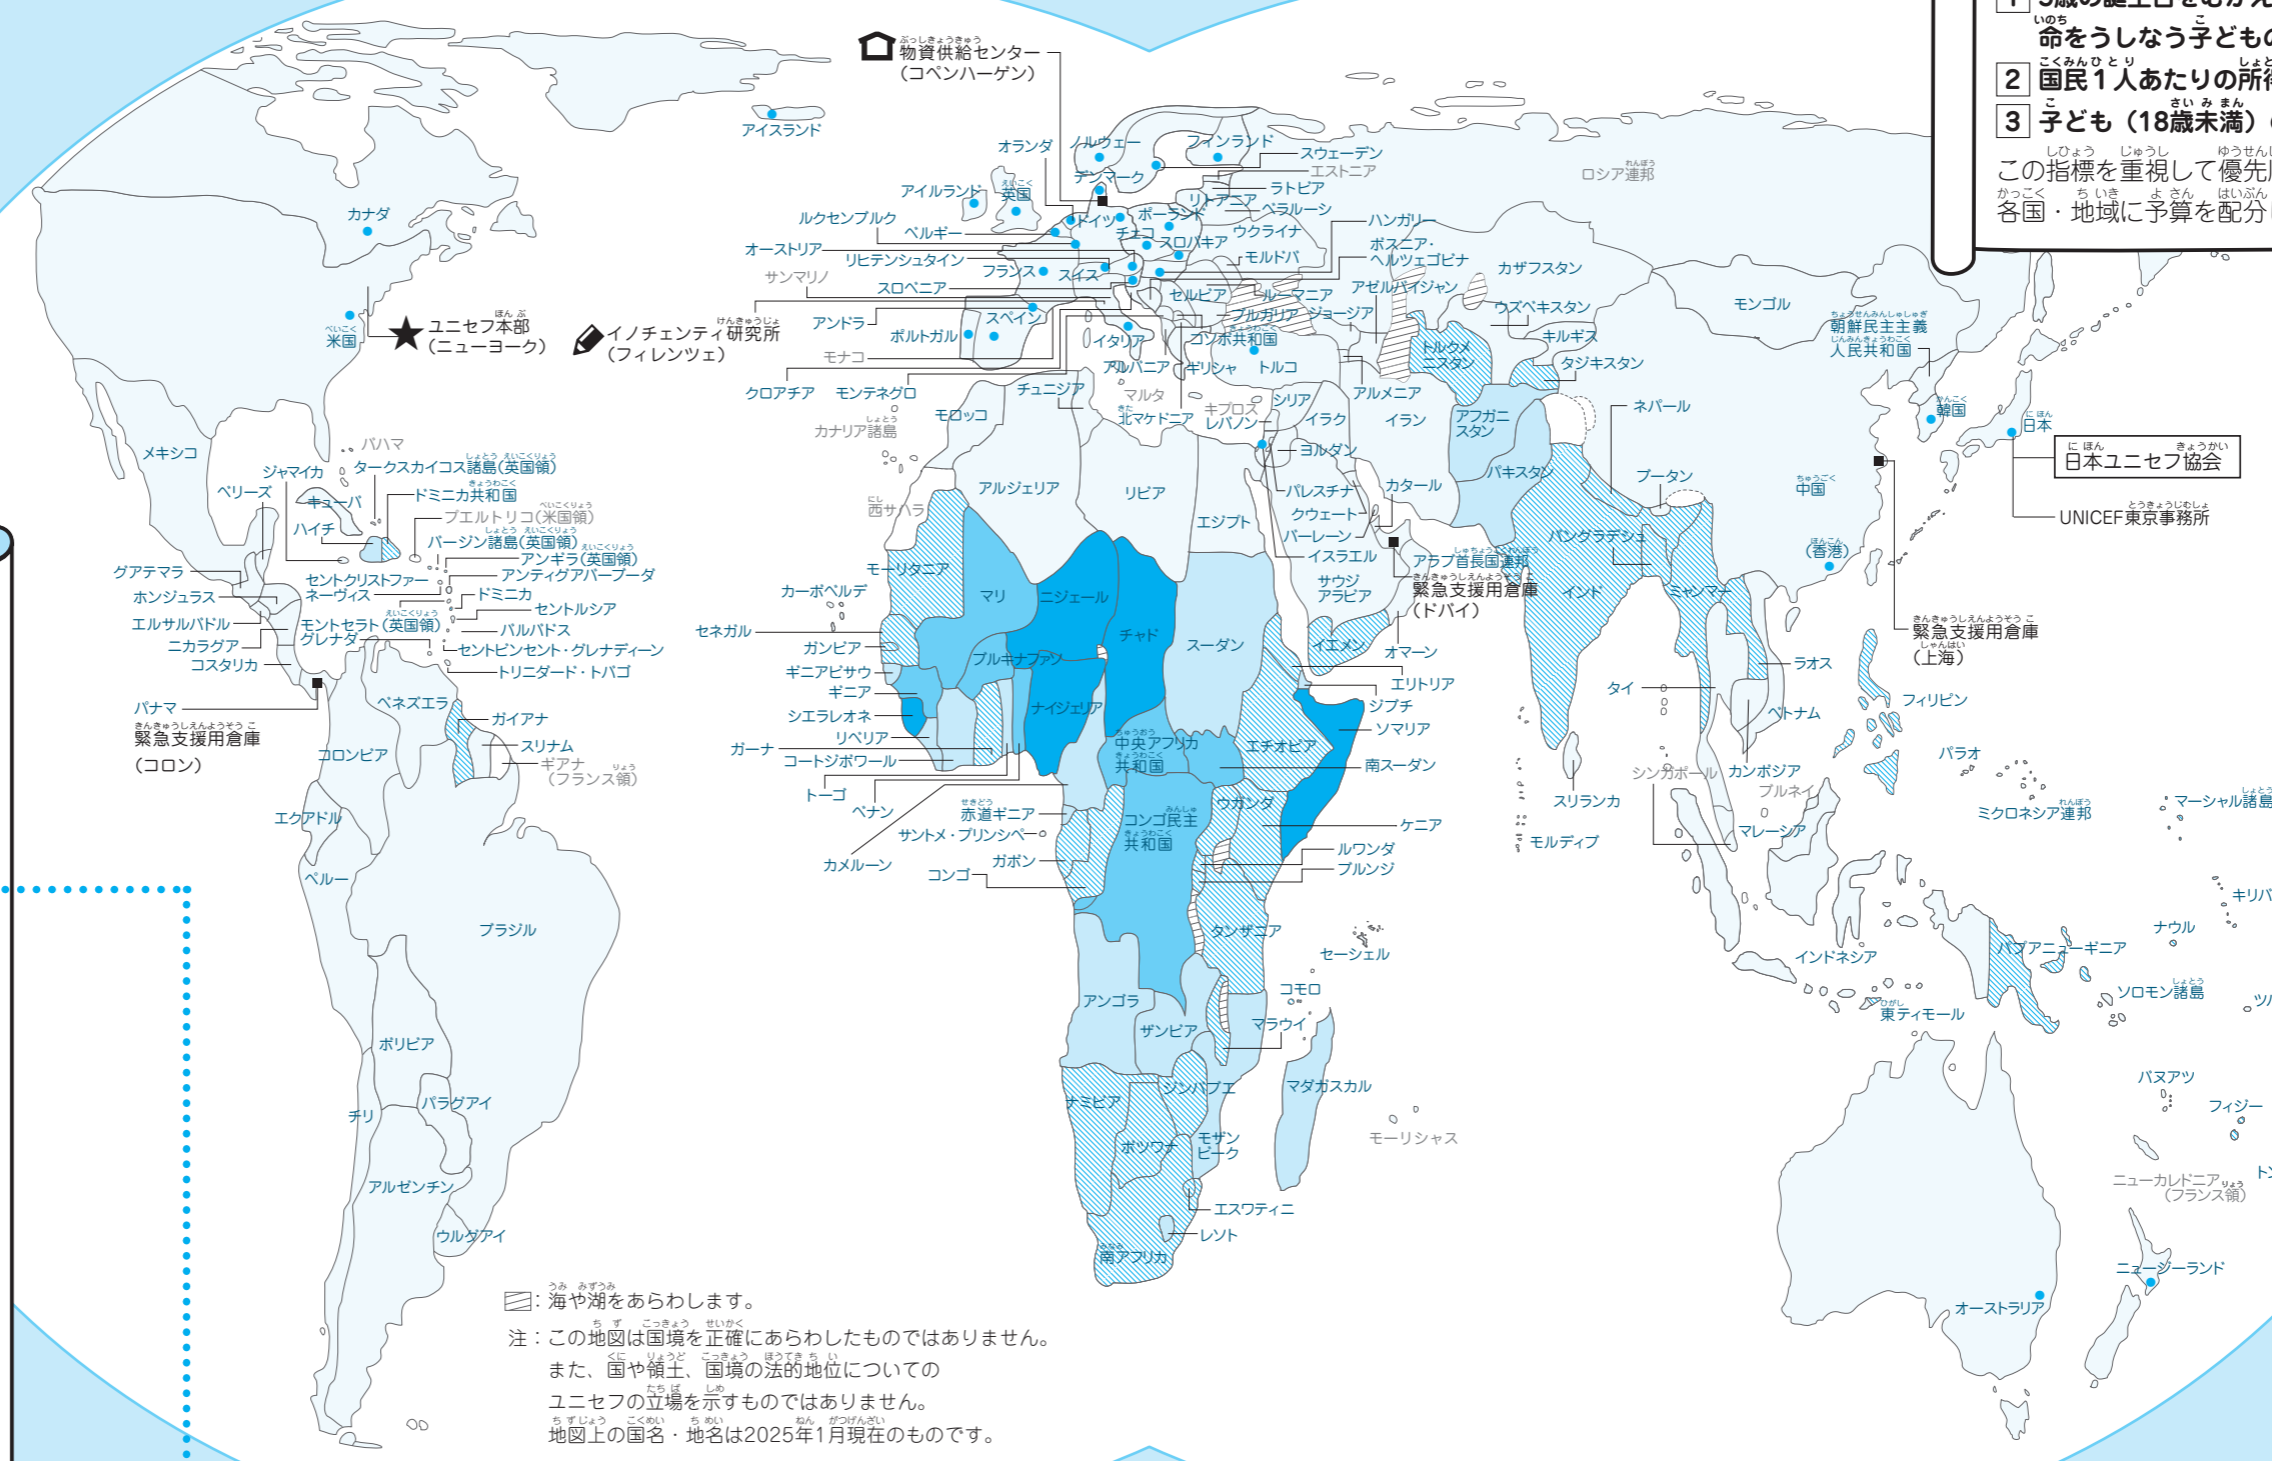 物資供給センター
(コペンハーゲン)
命をうしなう子どもの
2 国民1人あたりの所得
3 子ども(18歳未満)
この指標を重視して優先
各国・地域に予算を配分
アイスランド
オランダ
ノルウェー
フィンランド
スウェーデン
エストニア
ロシア連邦
デンマーク
ラトビア
アイルランド
英国
リトアニア
ベラルーシ
カナダ
ルクセンブルク
ドイツ
ポーランド
ハンガリー
ベルギー
チェコ
ウクライナ
オーストリア
スロバキア
ボスニア・
ヘルツェゴビナ
リヒテンシュタイン
フランス
スイス
モルドバ
カザフスタン
サンマリノ
スロベニア
セルビア
ルーマニア
アゼルバイジャン
モンゴル
ウズベキスタン
アンドラ
スペイン
ブルガリア
ジョージア
朝鮮民主主義
人民共和国
米国
ユニセフ本部
(ニューヨーク)
イノチェンティ研究所
(フィレンツェ)
ポルトガル
イタリア
コソボ共和国
キルギス
トルクメ
ニスタン
モナコ
アルバニア
ギリシャ
トルコ
タジキスタン
クロアチア
モンテネグロ
チュニジア
マルタ
アルメニア
カナリア諸島
モロッコ
北マケドニア
キプロス
レバノン
シリア
イラク
イラン
アフガニ
スタン
ネパール
韓国
日本
メキシコ
バハマ
ヨルダン
日本ユニセフ協会
ジャマイカ
タークスカイコス諸島(英国領)
パキスタン
ブータン
ベリーズ
キューバ
ドミニカ共和国
アルジェリア
リビア
パレスチナ
カタール
中国
プエルトリコ(米国領)
西サハラ
エジプト
クウェート
UNICEF東京事務所
ハイチ
バージン諸島(英国領)
バーレーン
バングラデシュ
アンギラ(英国領)
イスラエル
アラブ首長国連邦
(香港)
グアテマラ
セントクリストファー
ネーヴィス
アンティグアバーブーダ
モーリタニア
サウジ
アラビア
緊急支援用倉庫
(ドバイ)
インド
ミャンマー
ホンジュラス
ドミニカ
カーボベルデ
マリ
ニジェール
エルサルバドル
モントセラト(英国領)
セントルシア
緊急支援用倉庫
(上海)
ニカラグア
グレナダ
バルバドス
セネガル
チャド
スーダン
イエメン
オマーン
コスタリカ
セントビンセント・グレナディーン
ガンビア
ブルキナファソ
ラオス
トリニダード・トバゴ
ギニアビサウ
エリトリア
タイ
フィリピン
パナマ
緊急支援用倉庫
(コロン)
ベネズエラ
ギニア
ナイジェリア
ジブチ
ベトナム
ガイアナ
シエラレオネ
ソマリア
スリナム
リベリア
中央アフリカ
共和国
エチオピア
パラオ
コロンビア
ギアナ
(フランス領)
ガーナ
コートジボワール
南スーダン
シンガポール
カンボジア
トーゴ
ブルネイ
スリランカ
ミクロネシア連邦
マーシャル諸島
エクアドル
ベナン
赤道ギニア
コンゴ民主
共和国
ウガンダ
ケニア
マレーシア
サントメ・プリンシペ
モルディブ
カメルーン
ガボン
ルワンダ
コンゴ
ブルンジ
ペルー
キリバ
ブラジル
タンザニア
ナウル
セーシェル
インドネシア
パプアニューギニア
アンゴラ
コモロ
ソロモン諸島
ツ
ザンビア
マラウイ
東ティモール
ボリビア
ナミビア
ジンバブエ
マダガスカル
バヌアツ
チリ
パラグアイ
フィジー
ボツワナ
モザン
ビーク
モーリシャス
アルゼンチン
ニューカレドニア
(フランス領)
ト
エスワティニ
ウルグアイ
レソト
南アフリカ
ニュージーランド
オーストラリア
:海や湖をあらわします。
注:この地図は国境を正確にあらわしたものではありません。
また、国や領土、国境の法的地位についての
ユニセフの立場を示すものではありません。
地図上の国名・地名は2025年1月現在のものです。